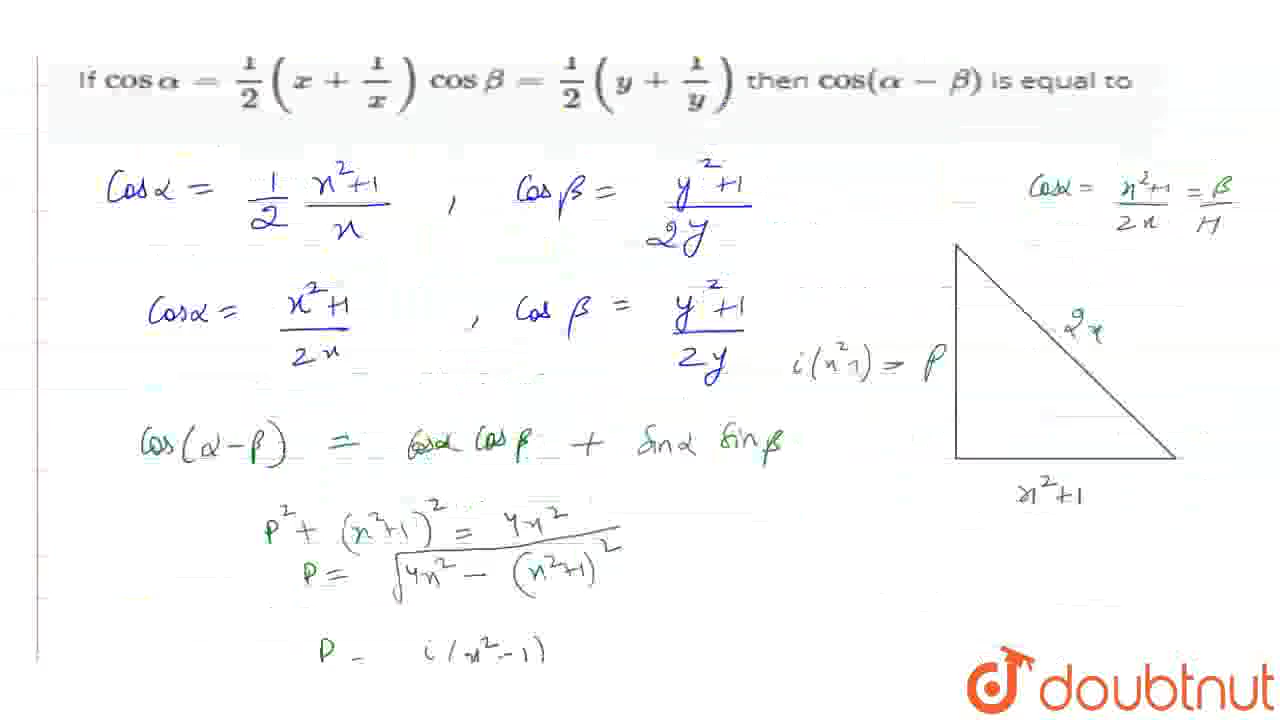 If cos α = 1/2 (x + 1/x) cos β = 1/2 (y + 1/y) then cos(α − β) is equal to
Cosα = 1/2 x²+1/x , Cosβ = y²+1/2y
Cosα = x²+1/2x = B/H
Cosα = x²+1/2x , Cosβ = y²+1/2y
2x
i(x²-1) = P
Cos(α-β) = Cosα Cosβ + Sinα Sinβ
x²+1
P² + (x²+1)² = 4x²
P = √4x² - (x²+1)²
P = i(x²-1)
doubtnut